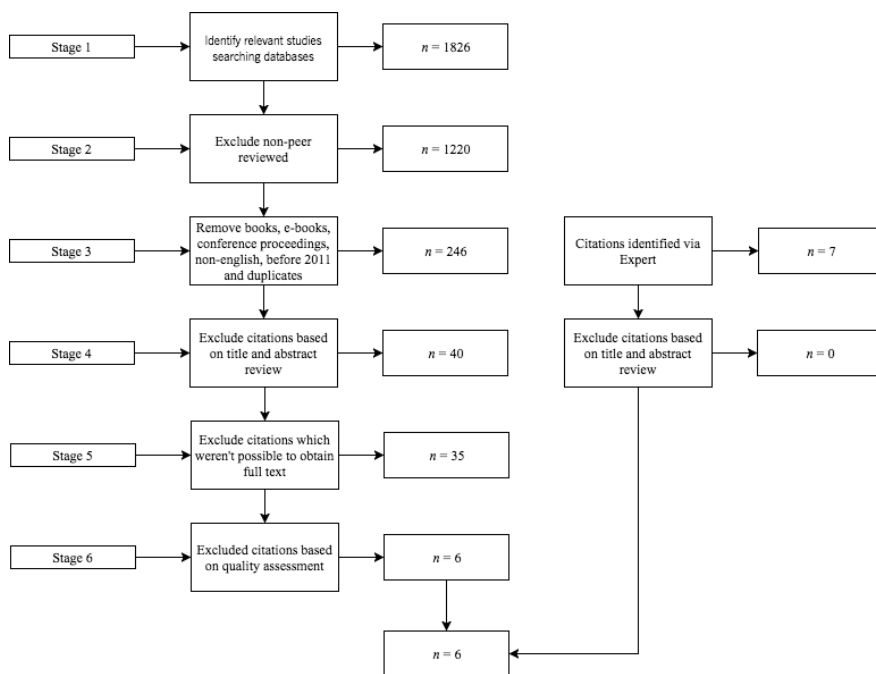 Stage 1
Identify relevant studies
searching databases
n = 1826
Stage 2
Exclude non-peer
reviewed
n = 1220
Stage 3
Remove books, e-books,
conference proceedings,
non-english, before 2011
and duplicates
n = 246
Citations identified via
Expert
n = 7
Stage 4
Exclude citations based
on title and abstract
review
n = 40
Exclude citations based
on title and abstract
review
n = 0
Stage 5
Exclude citations which
weren't possible to obtain
full text
n = 35
Stage 6
Excluded citations based
on quality assessment
n = 6
n = 6